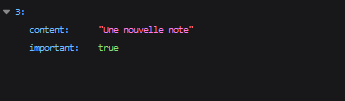 3:
content: "Une nouvelle note"
important: true